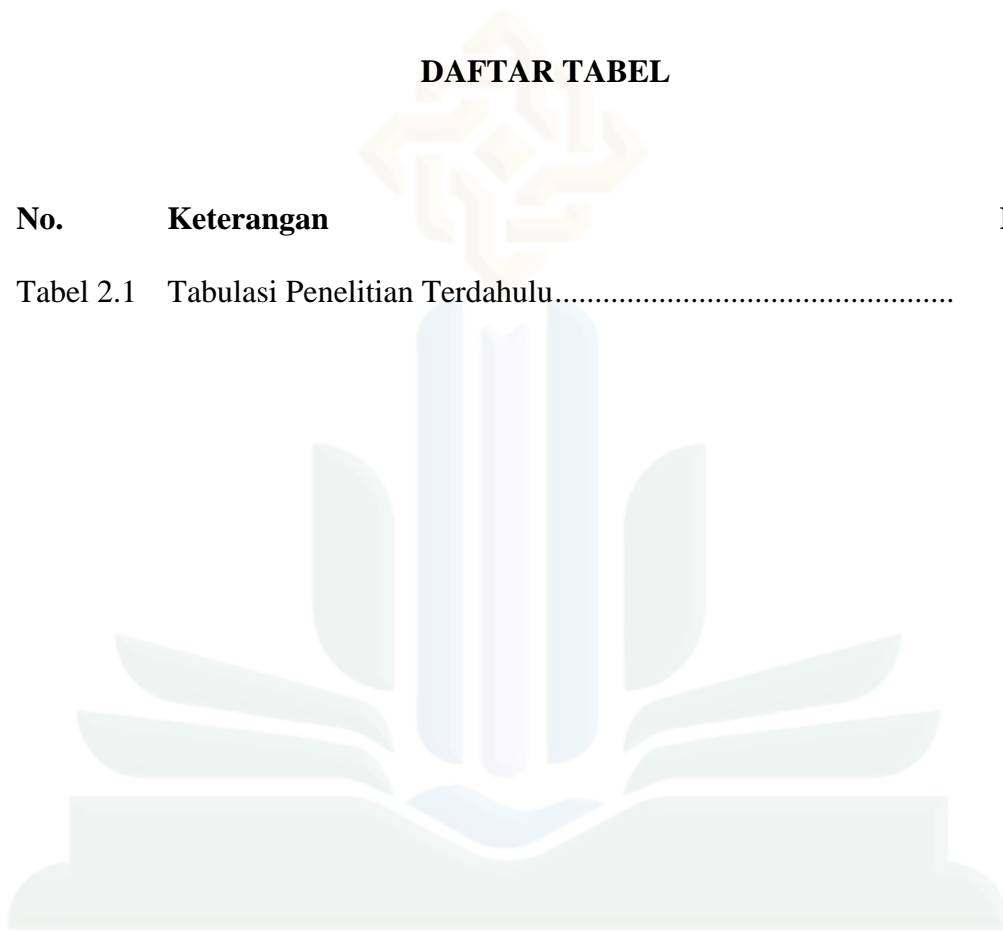 DAFTAR TABEL
No. Keterangan
Tabel 2.1 Tabulasi Penelitian Terdahulu..................................................